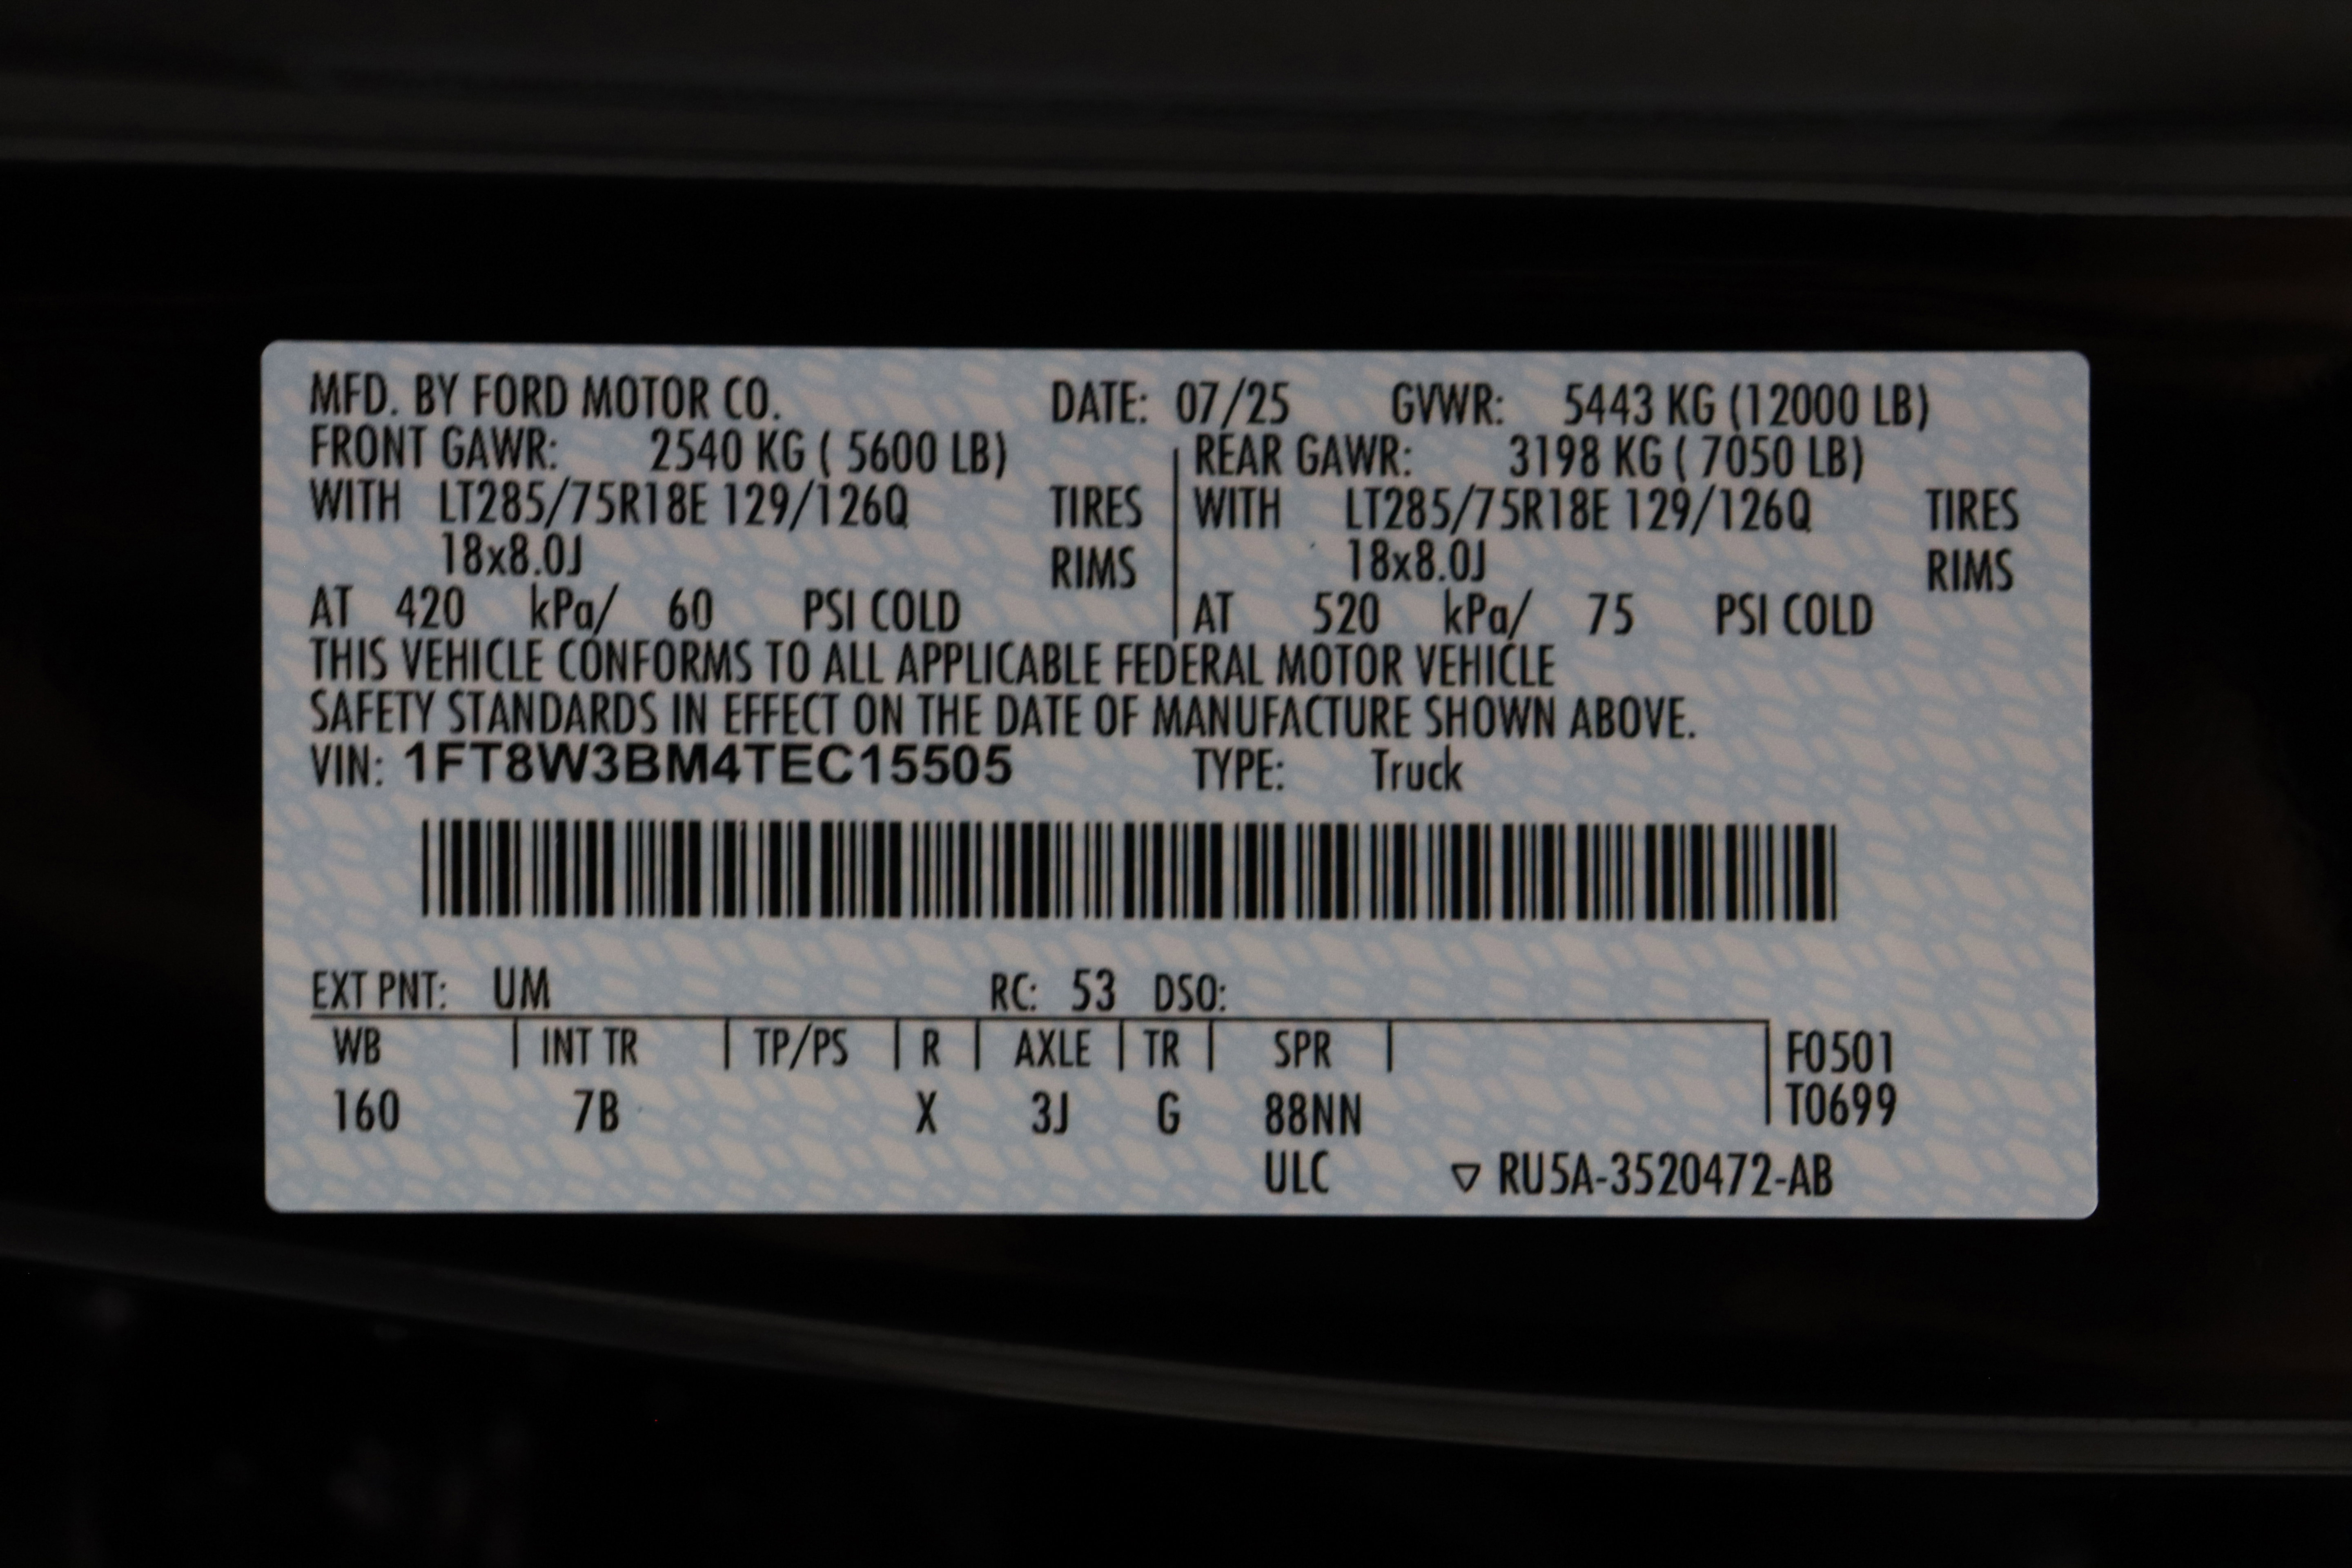 MFD. BY FORD MOTOR CO. DATE: 07/25 GVWR: 5443 KG (12000 LB)
FRONT GAWR: 2540 KG ( 5600 LB) REAR GAWR: 3198 KG ( 7050 LB)
WITH LT285/75R18E 129/126Q TIRES WITH LT285/75R18E 129/126Q TIRES
18x8.0J RIMS 18x8.0J RIMS
AT 420 kPa/ 60 PSI COLD AT 520 kPa/ 75 PSI COLD
THIS VEHICLE CONFORMS TO ALL APPLICABLE FEDERAL MOTOR VEHICLE
SAFETY STANDARDS IN EFFECT ON THE DATE OF MANUFACTURE SHOWN ABOVE.
VIN: 1FT8W3BM4TEC15505 TYPE: Truck
EXT PNT: UM RC: 53 DSO:
WB INT TR TP/PS R AXLE TR SPR F0501
160 7B X 3J G 88NN T0699
ULC ▽ RU5A-3520472-AB